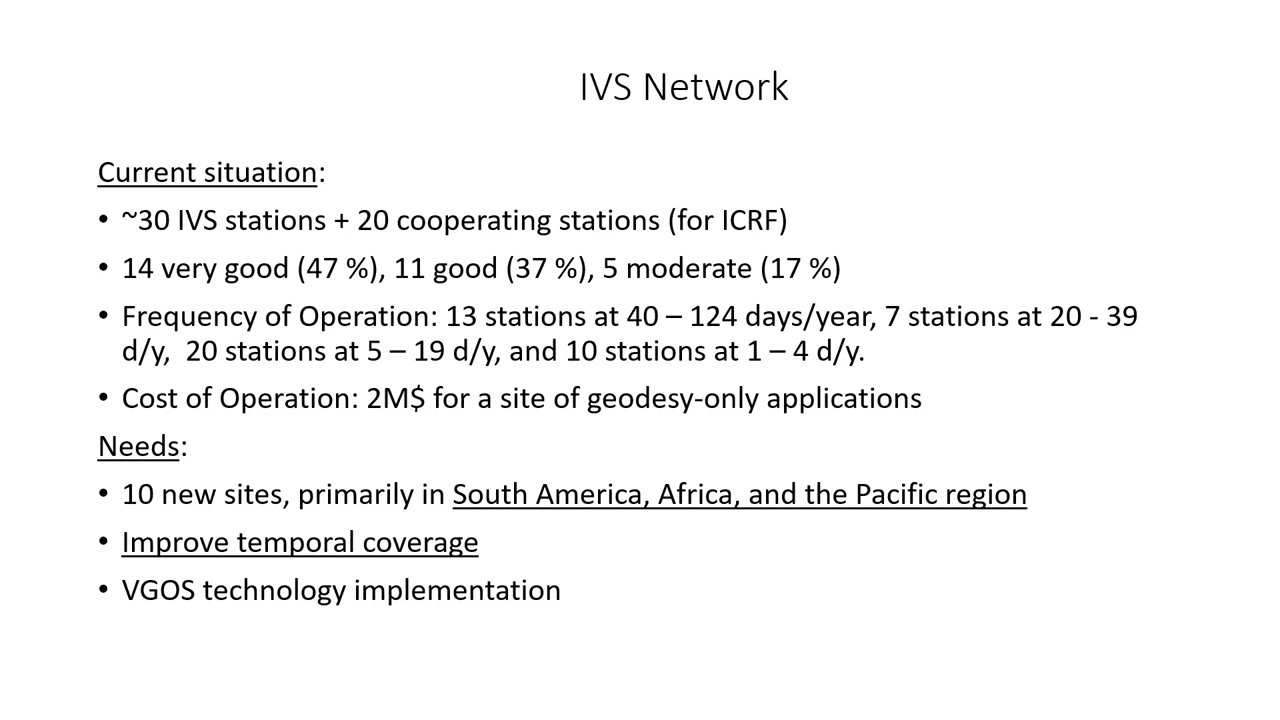 IVS Network
Current situation:
• ~30 IVS stations + 20 cooperating stations (for ICRF)
• 14 very good (47 %), 11 good (37 %), 5 moderate (17 %)
• Frequency of Operation: 13 stations at 40 – 124 days/year, 7 stations at 20 - 39
d/y,  20 stations at 5 – 19 d/y, and 10 stations at 1 – 4 d/y.
• Cost of Operation: 2M$ for a site of geodesy-only applications
Needs:
• 10 new sites, primarily in South America, Africa, and the Pacific region
• Improve temporal coverage
• VGOS technology implementation